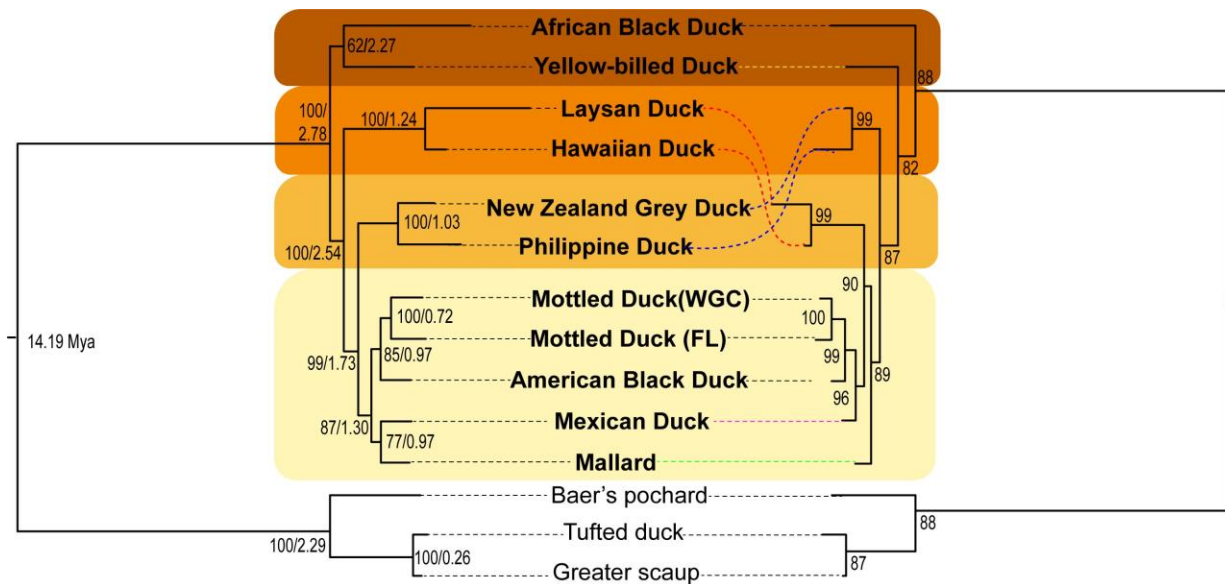 African Black Duck
62/2.27
Yellow-billed Duck
88
100/
2.78
Laysan Duck
100/1.24
99
Hawaiian Duck
82
New Zealand Grey Duck
100/1.03
99
Philippine Duck
100/2.54
87
90
Mottled Duck(WGC)
100/0.72
100
14.19 Mya
Mottled Duck (FL)
99/1.73
85/0.97
99
89
American Black Duck
96
Mexican Duck
87/1.30
77/0.97
Mallard
Baer's pochard
88
Tufted duck
100/2.29
100/0.26
87
Greater scaup